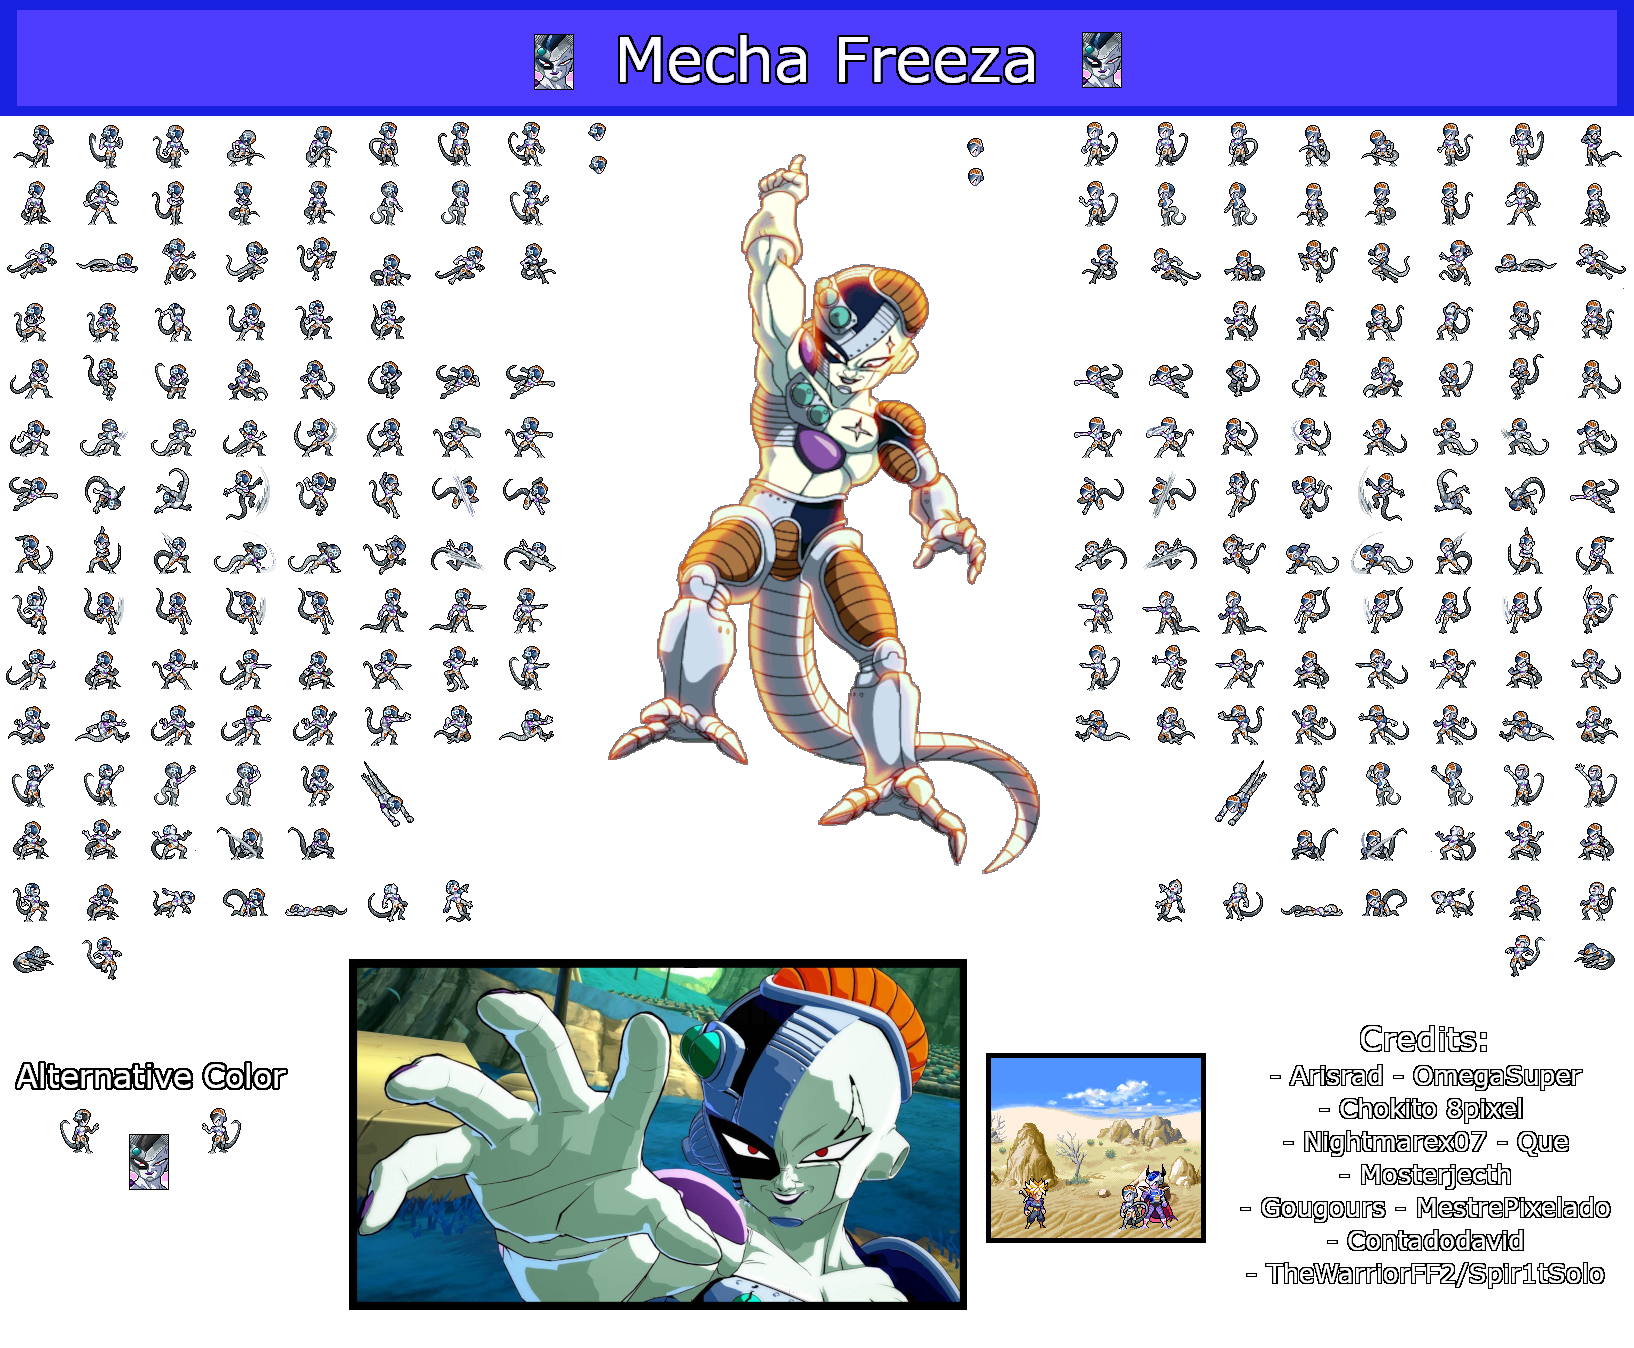 Mecha Freeza
Alternative Color
Credits:
- Arisrad - OmegaSuper
- Chokito 8pixel
- Nightmarex07 - Que
- Mosterjecth
- Gougours - MestrePixelado
- Contadodavid
- TheWarriorFF2/Spir1tSolo